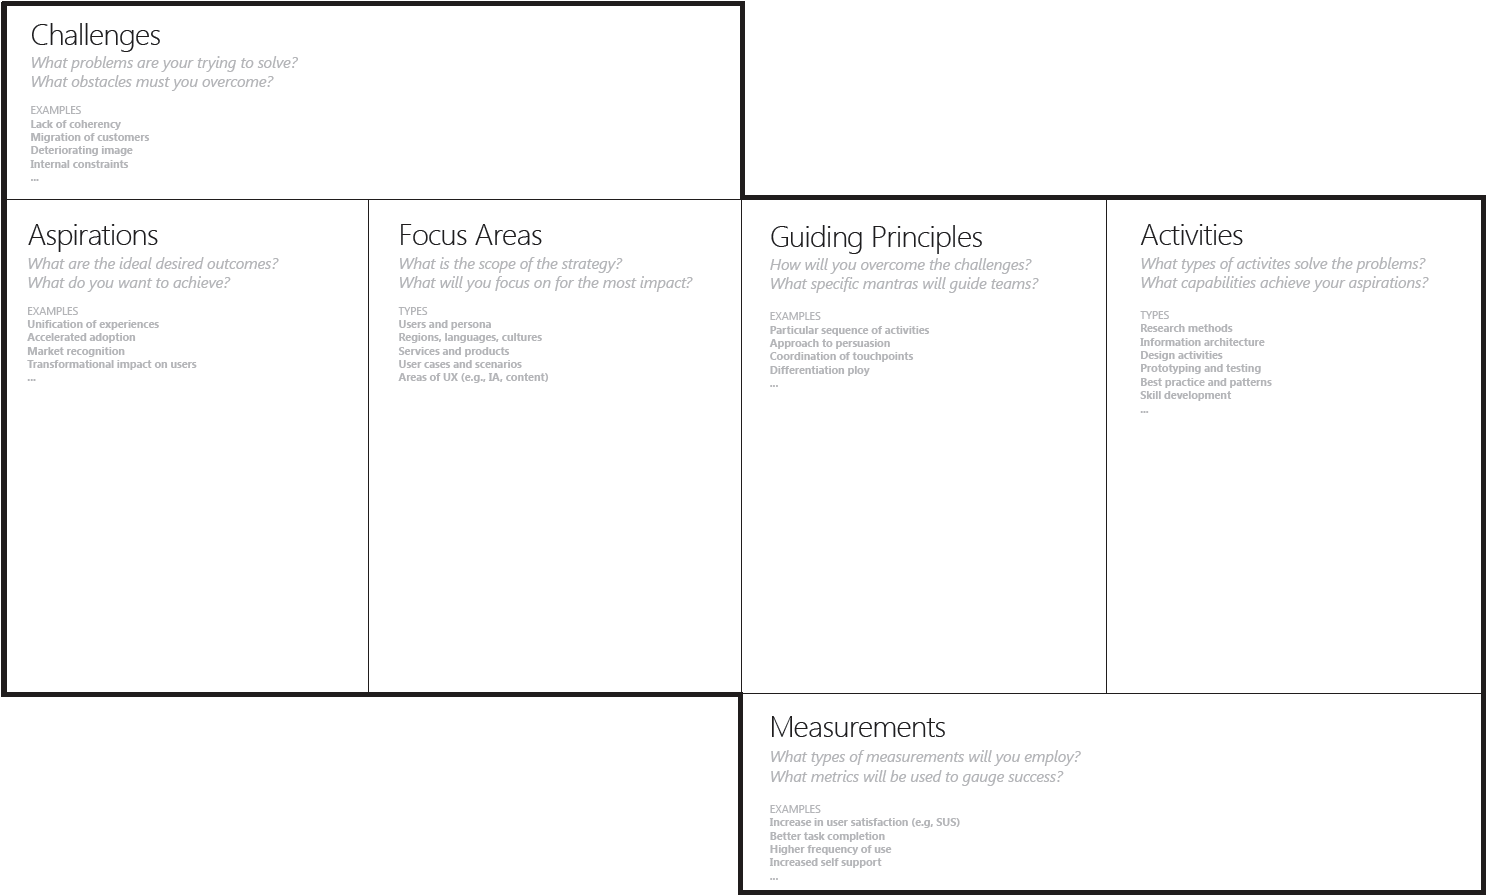 Challenges
What problems are your trying to solve?
What obstacles must you overcome?
EXAMPLES
Lack of coherency
Migration of customers
Deteriorating image
Internal constraints
...
Aspirations
What are the ideal desired outcomes?
What do you want to achieve?
EXAMPLES
Unification of experiences
Accelerated adoption
Market recognition
Transformational impact on users
...
Focus Areas
What is the scope of the strategy?
What will you focus on for the most impact?
TYPES
Users and persona
Regions, languages, cultures
Services and products
User cases and scenarios
Areas of UX (e.g., IA, content)
Guiding Principles
How will you overcome the challenges?
What specific mantras will guide teams?
EXAMPLES
Particular sequence of activities
Approach to persuasion
Coordination of touchpoints
Differentiation ploy
...
Activities
What types of activites solve the problems?
What capabilities achieve your aspirations?
TYPES
Research methods
Information architecture
Design activities
Prototyping and testing
Best practice and patterns
Skill development
...
Measurements
What types of measurements will you employ?
What metrics will be used to gauge success?
EXAMPLES
Increase in user satisfaction (e.g, SUS)
Better task completion
Higher frequency of use
Increased self support
...